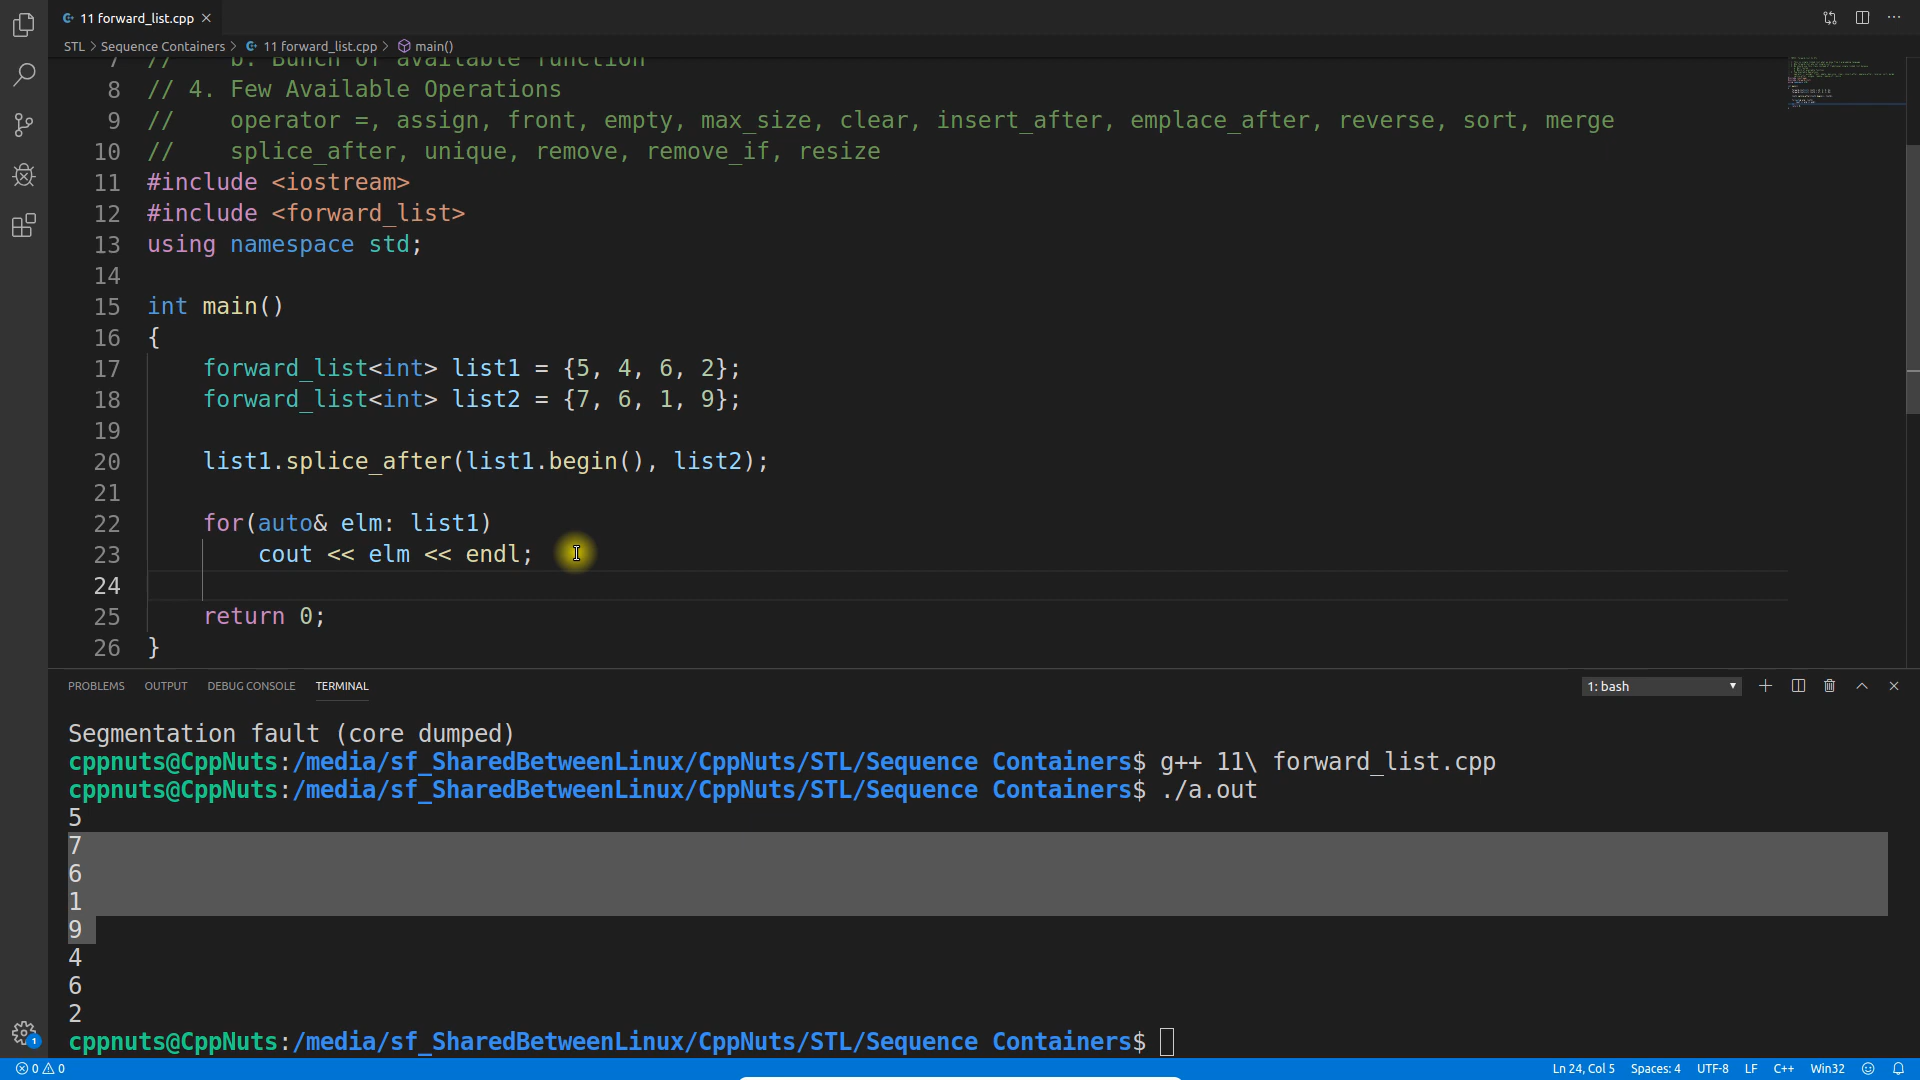 11 forward_list.cpp
STL > Sequence Containers > 11 forward_list.cpp > main()
7 // b. Bunch of available function
8 // 4. Few Available Operations
9 // operator =, assign, front, empty, max_size, clear, insert_after, emplace_after, reverse, sort, merge
10 // splice_after, unique, remove, remove_if, resize
11 #include <iostream>
12 #include <forward_list>
13 using namespace std;
14
15 int main()
16 {
17 forward_list<int> list1 = {5, 4, 6, 2};
18 forward_list<int> list2 = {7, 6, 1, 9};
19
20 list1.splice_after(list1.begin(), list2);
21
22 for(auto& elm: list1)
23 cout << elm << endl;
24
25 return 0;
26 }
PROBLEMS OUTPUT DEBUG CONSOLE TERMINAL 1: bash
Segmentation fault (core dumped)
cppnuts@CppNuts:/media/sf_SharedBetweenLinux/CppNuts/STL/Sequence Containers$ g++ 11\ forward_list.cpp
cppnuts@CppNuts:/media/sf_SharedBetweenLinux/CppNuts/STL/Sequence Containers$ ./a.out
5
7
6
1
9
4
6
2
cppnuts@CppNuts:/media/sf_SharedBetweenLinux/CppNuts/STL/Sequence Containers$
1
0 0 Ln 24, Col 5 Spaces: 4 UTF-8 LF C++ Win32